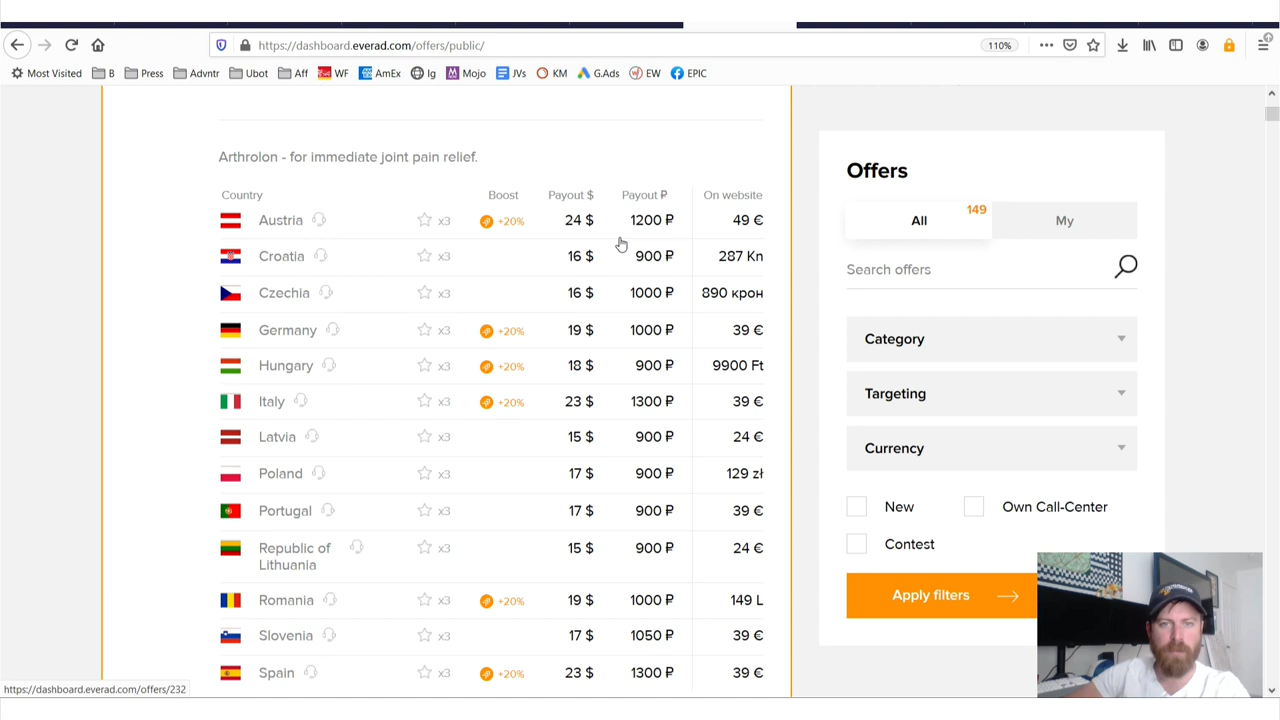 https://dashboard.everad.com/offers/public/
110%
Most Visited B Press Advntr Ubot Aff WF AmEx Ig Mojo JVs KM G.Ads EW EPIC
Arthrolon - for immediate joint pain relief.
Country Boost Payout $ Payout ₽ On website
Austria x3 +20% 24 $ 1200 ₽ 49 €
Croatia x3 16 $ 900 ₽ 287 Kn
Czechia x3 16 $ 1000 ₽ 890 крон
Germany x3 +20% 19 $ 1000 ₽ 39 €
Hungary x3 +20% 18 $ 900 ₽ 9900 Ft
Italy x3 +20% 23 $ 1300 ₽ 39 €
Latvia x3 15 $ 900 ₽ 24 €
Poland x3 17 $ 900 ₽ 129 zł
Portugal x3 17 $ 900 ₽ 39 €
Republic of
Lithuania x3 15 $ 900 ₽ 24 €
Romania x3 +20% 19 $ 1000 ₽ 149 L
Slovenia x3 17 $ 1050 ₽ 39 €
Spain x3 +20% 23 $ 1300 ₽ 39 €
Offers
All 149 My
Search offers
Category
Targeting
Currency
New Own Call-Center
Contest
Apply filters
https://dashboard.everad.com/offers/232